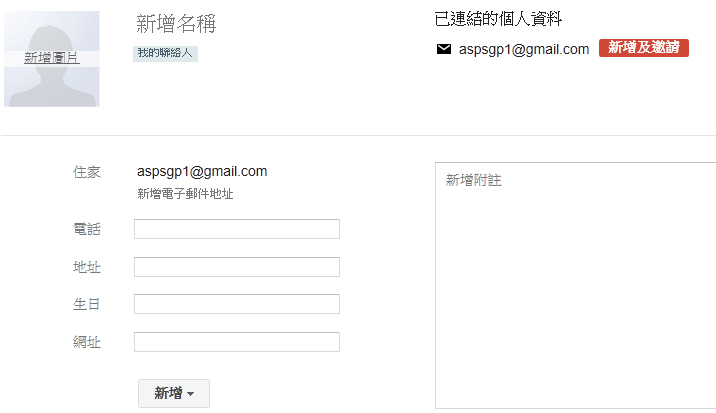 新增圖片
新增名稱
我的聯絡人
已連結的個人資料
aspsgp1@gmail.com 新增及邀請
住家 aspsgp1@gmail.com
新增電子郵件地址
電話
地址
生日
網址
新增
新增附註